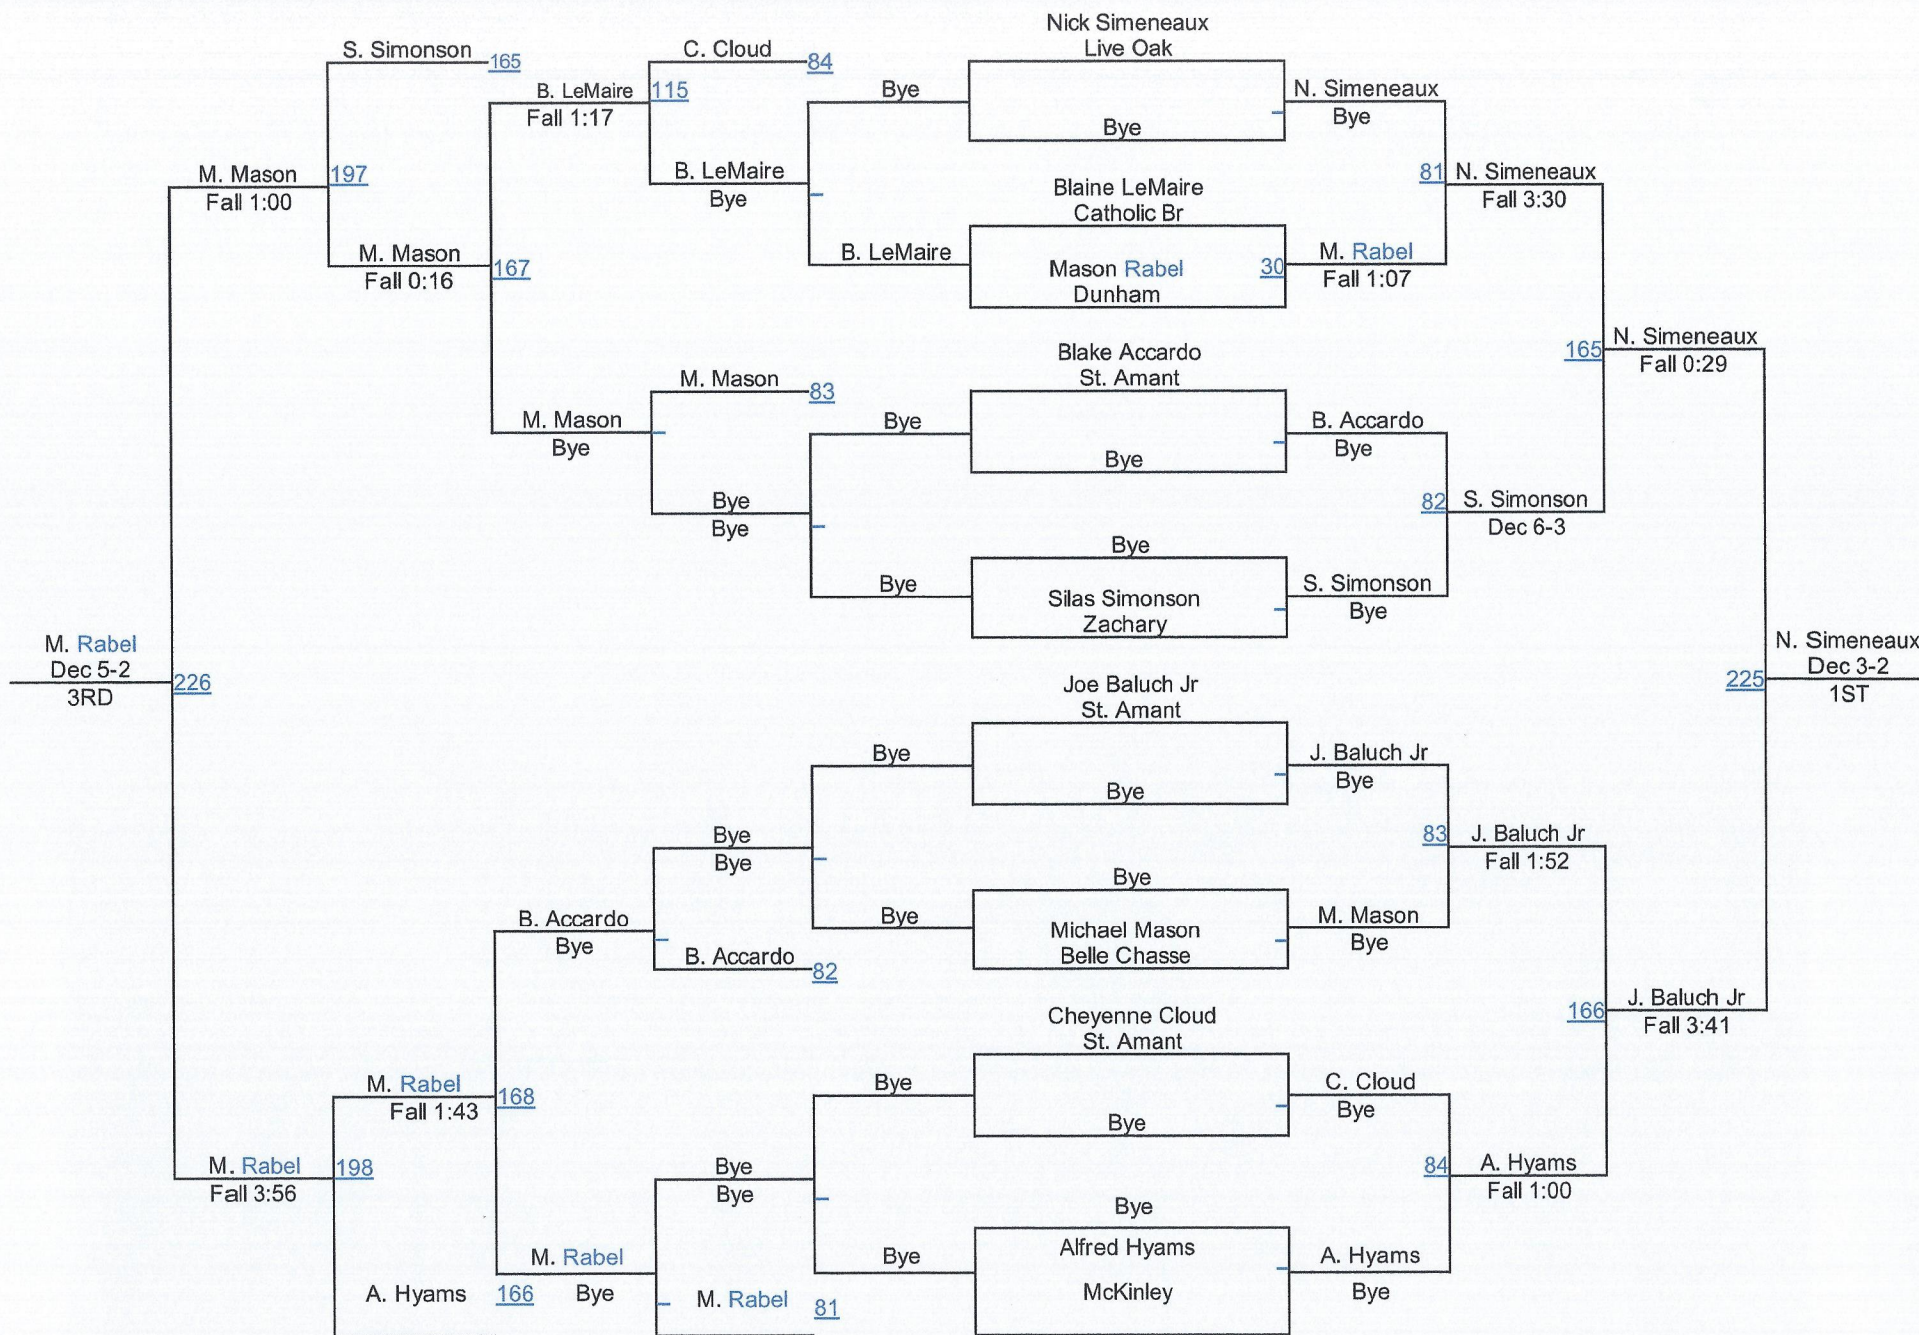 Nick Simeneaux
Live Oak
S. Simonson
165
C. Cloud
84
B. LeMaire
115
Fall 1:17
Bye
N. Simeneaux
Bye
Bye
M. Mason
197
Fall 1:00
B. LeMaire
Bye
Blaine LeMaire
Catholic Br
81
N. Simeneaux
Fall 3:30
M. Mason
Fall 0:16
167
B. LeMaire
Mason Rabel
30
Dunham
M. Rabel
Fall 1:07
Blake Accardo
St. Amant
165
N. Simeneaux
Fall 0:29
M. Mason
83
M. Mason
Bye
Bye
B. Accardo
Bye
Bye
Bye
Bye
82
S. Simonson
Dec 6-3
Bye
Bye
Silas Simonson
Zachary
S. Simonson
Bye
M. Rabel
Dec 5-2
3RD
226
225
N. Simeneaux
Dec 3-2
1ST
Joe Baluch Jr
St. Amant
Bye
Bye
J. Baluch Jr
Bye
Bye
Bye
83
J. Baluch Jr
Fall 1:52
B. Accardo
Bye
Bye
Bye
Michael Mason
Belle Chasse
M. Mason
Bye
B. Accardo
82
166
J. Baluch Jr
Fall 3:41
Cheyenne Cloud
St. Amant
M. Rabel
Fall 1:43
168
Bye
Bye
C. Cloud
Bye
M. Rabel
Fall 3:56
198
Bye
Bye
84
A. Hyams
Fall 1:00
Bye
M. Rabel
Bye
Bye
Alfred Hyams
McKinley
A. Hyams
Bye
A. Hyams
166
M. Rabel
81